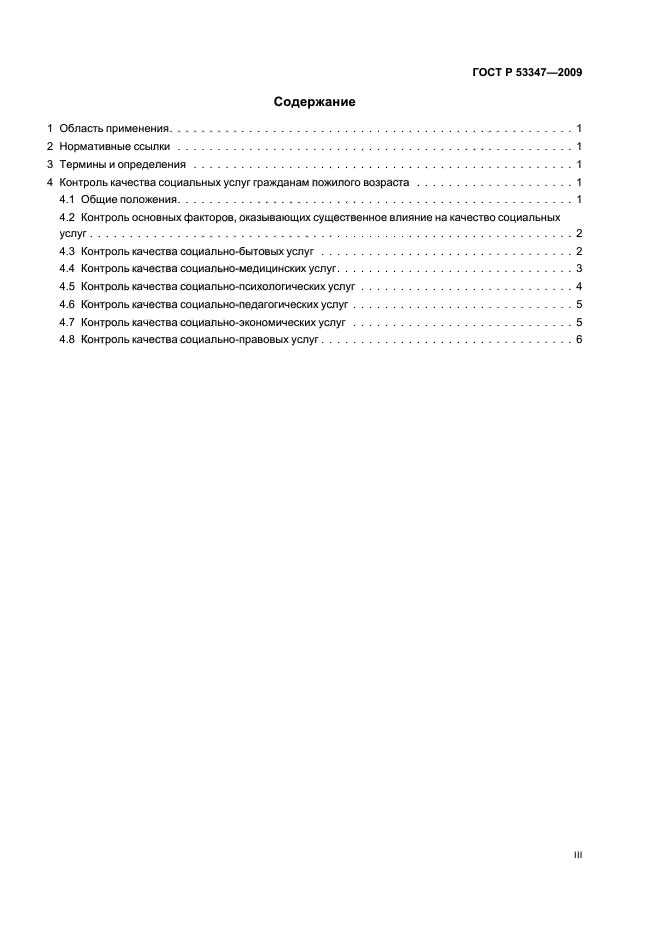 ГОСТ Р 53347—2009
Содержание
1 Область применения. . . . . . . . . . . . . . . . . . . . . . . . . . . . . . . . . . . . . . . . . . . . . . . . . . . 1
2 Нормативные ссылки . . . . . . . . . . . . . . . . . . . . . . . . . . . . . . . . . . . . . . . . . . . . . . . . . . 1
3 Термины и определения . . . . . . . . . . . . . . . . . . . . . . . . . . . . . . . . . . . . . . . . . . . . . . . . 1
4 Контроль качества социальных услуг гражданам пожилого возраста . . . . . . . . . . . . . . . . . . . . 1
4.1 Общие положения. . . . . . . . . . . . . . . . . . . . . . . . . . . . . . . . . . . . . . . . . . . . . . . . . . 1
4.2 Контроль основных факторов, оказывающих существенное влияние на качество социальных
услуг . . . . . . . . . . . . . . . . . . . . . . . . . . . . . . . . . . . . . . . . . . . . . . . . . . . . . . . . . . . . . 2
4.3 Контроль качества социально-бытовых услуг . . . . . . . . . . . . . . . . . . . . . . . . . . . . . . . . 2
4.4 Контроль качества социально-медицинских услуг. . . . . . . . . . . . . . . . . . . . . . . . . . . . . . 3
4.5 Контроль качества социально-психологических услуг . . . . . . . . . . . . . . . . . . . . . . . . . . . 4
4.6 Контроль качества социально-педагогических услуг . . . . . . . . . . . . . . . . . . . . . . . . . . . . 5
4.7 Контроль качества социально-экономических услуг . . . . . . . . . . . . . . . . . . . . . . . . . . . . 5
4.8 Контроль качества социально-правовых услуг . . . . . . . . . . . . . . . . . . . . . . . . . . . . . . . . 6
III